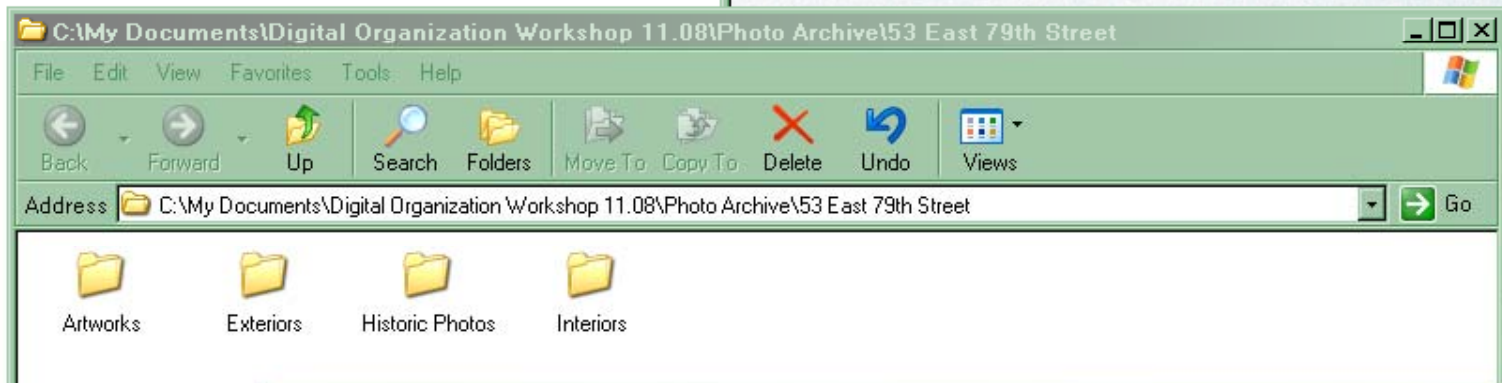 C:\My Documents\Digital Organization Workshop 11.08\Photo Archive\53 East 79th Street
File Edit View Favorites Tools Help
Back Forward Up Search Folders Move To Copy To Delete Undo Views
Address C:\My Documents\Digital Organization Workshop 11.08\Photo Archive\53 East 79th Street Go
Artworks Exteriors Historic Photos Interiors